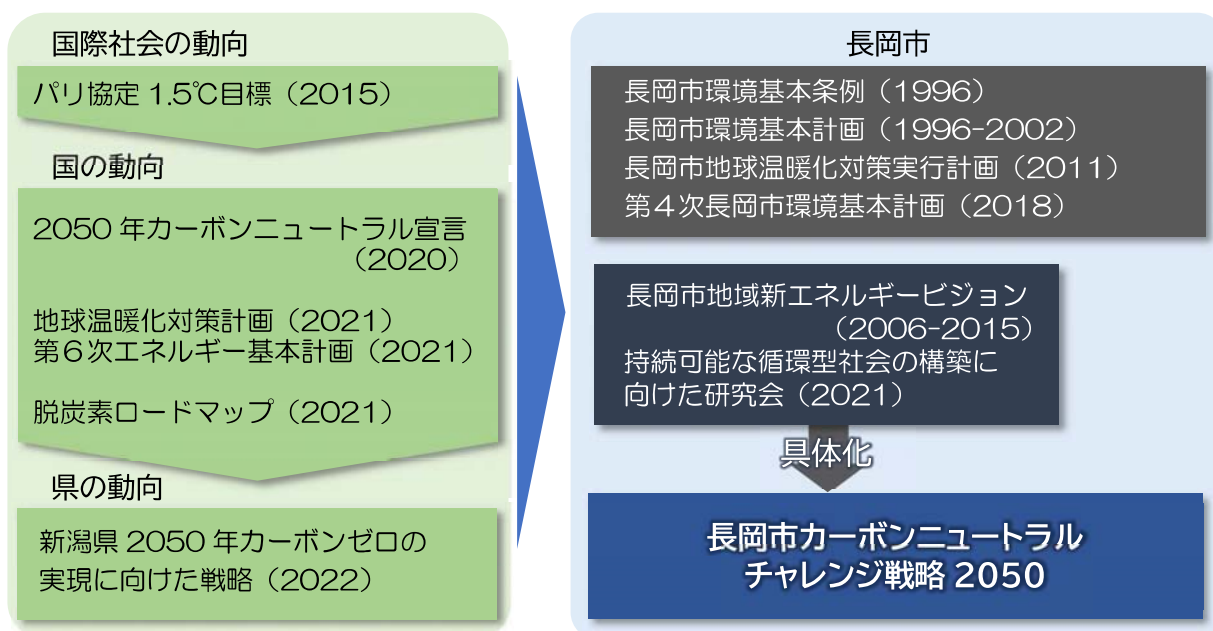 国際社会の動向
パリ協定 1.5℃目標（2015）
国の動向
2050 年カーボンニュートラル宣言
（2020）
地球温暖化対策計画（2021）
第６次エネルギー基本計画（2021）
脱炭素ロードマップ（2021）
県の動向
新潟県 2050 年カーボンゼロの
実現に向けた戦略（2022）
長岡市
長岡市環境基本条例（1996）
長岡市環境基本計画（1996-2002）
長岡市地球温暖化対策実行計画（2011）
第４次長岡市環境基本計画（2018）
長岡市地域新エネルギービジョン
（2006-2015）
持続可能な循環型社会の構築に
向けた研究会（2021）
具体化
長岡市カーボンニュートラル
チャレンジ戦略 2050